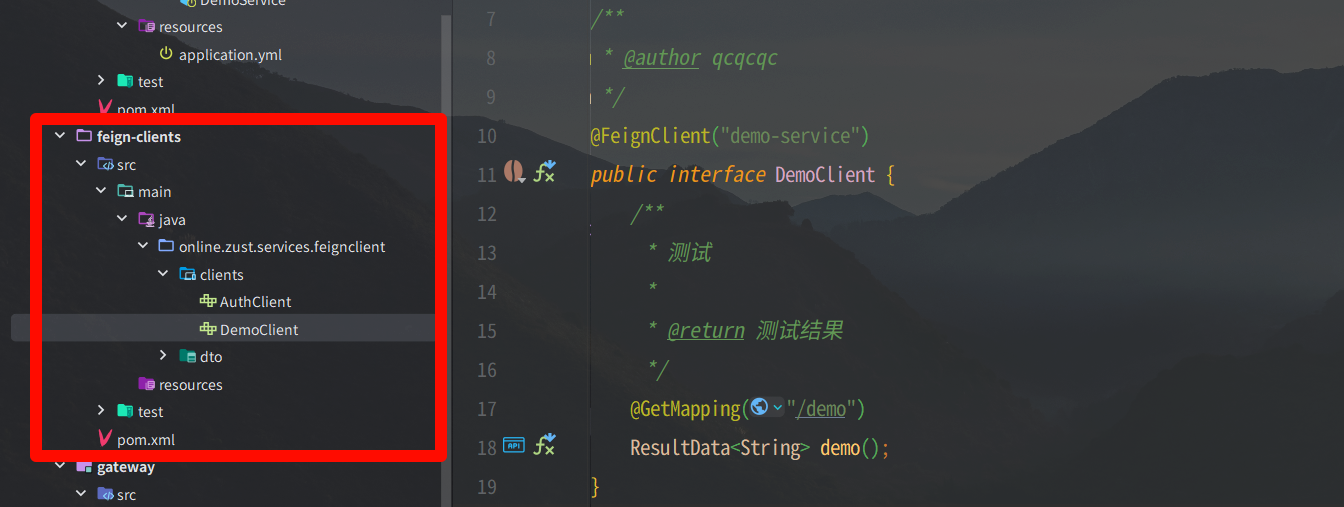 DemoService
resources
application.yml
test
pom.xml
feign-clients
src
main
java
online.zust.services.feignclient
clients
AuthClient
DemoClient
dto
resources
test
pom.xml
gateway
src
7 /**
8 * @author qcqcqc
9 */
10 @FeignClient("demo-service")
11 public interface DemoClient {
12 /**
13 * 测试
14 *
15 * @return 测试结果
16 */
17 @GetMapping("/demo")
18 API ResultData<String> demo();
19 }